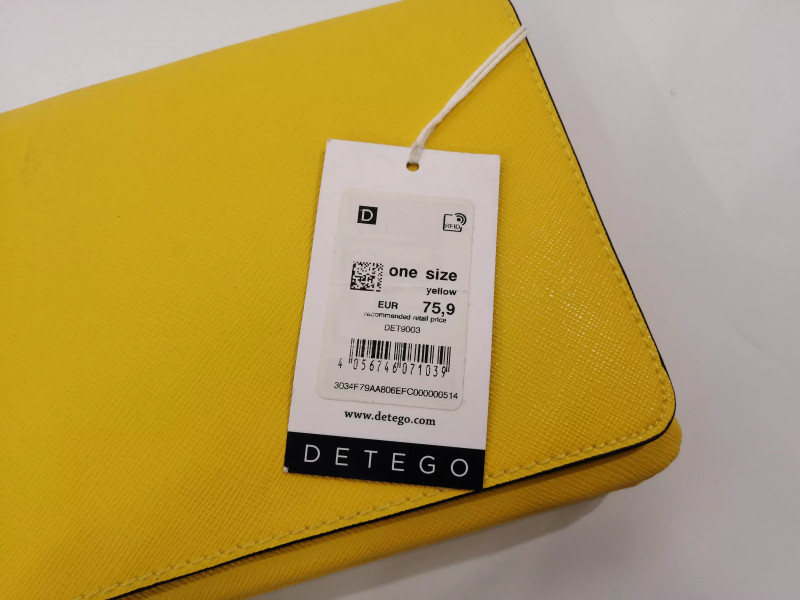 D
RFID
one size
yellow
EUR 75,9
recommended retail price
DET9003
4 056746 071039
3034F79AA806EFC000000514
www.detego.com
DETEGO